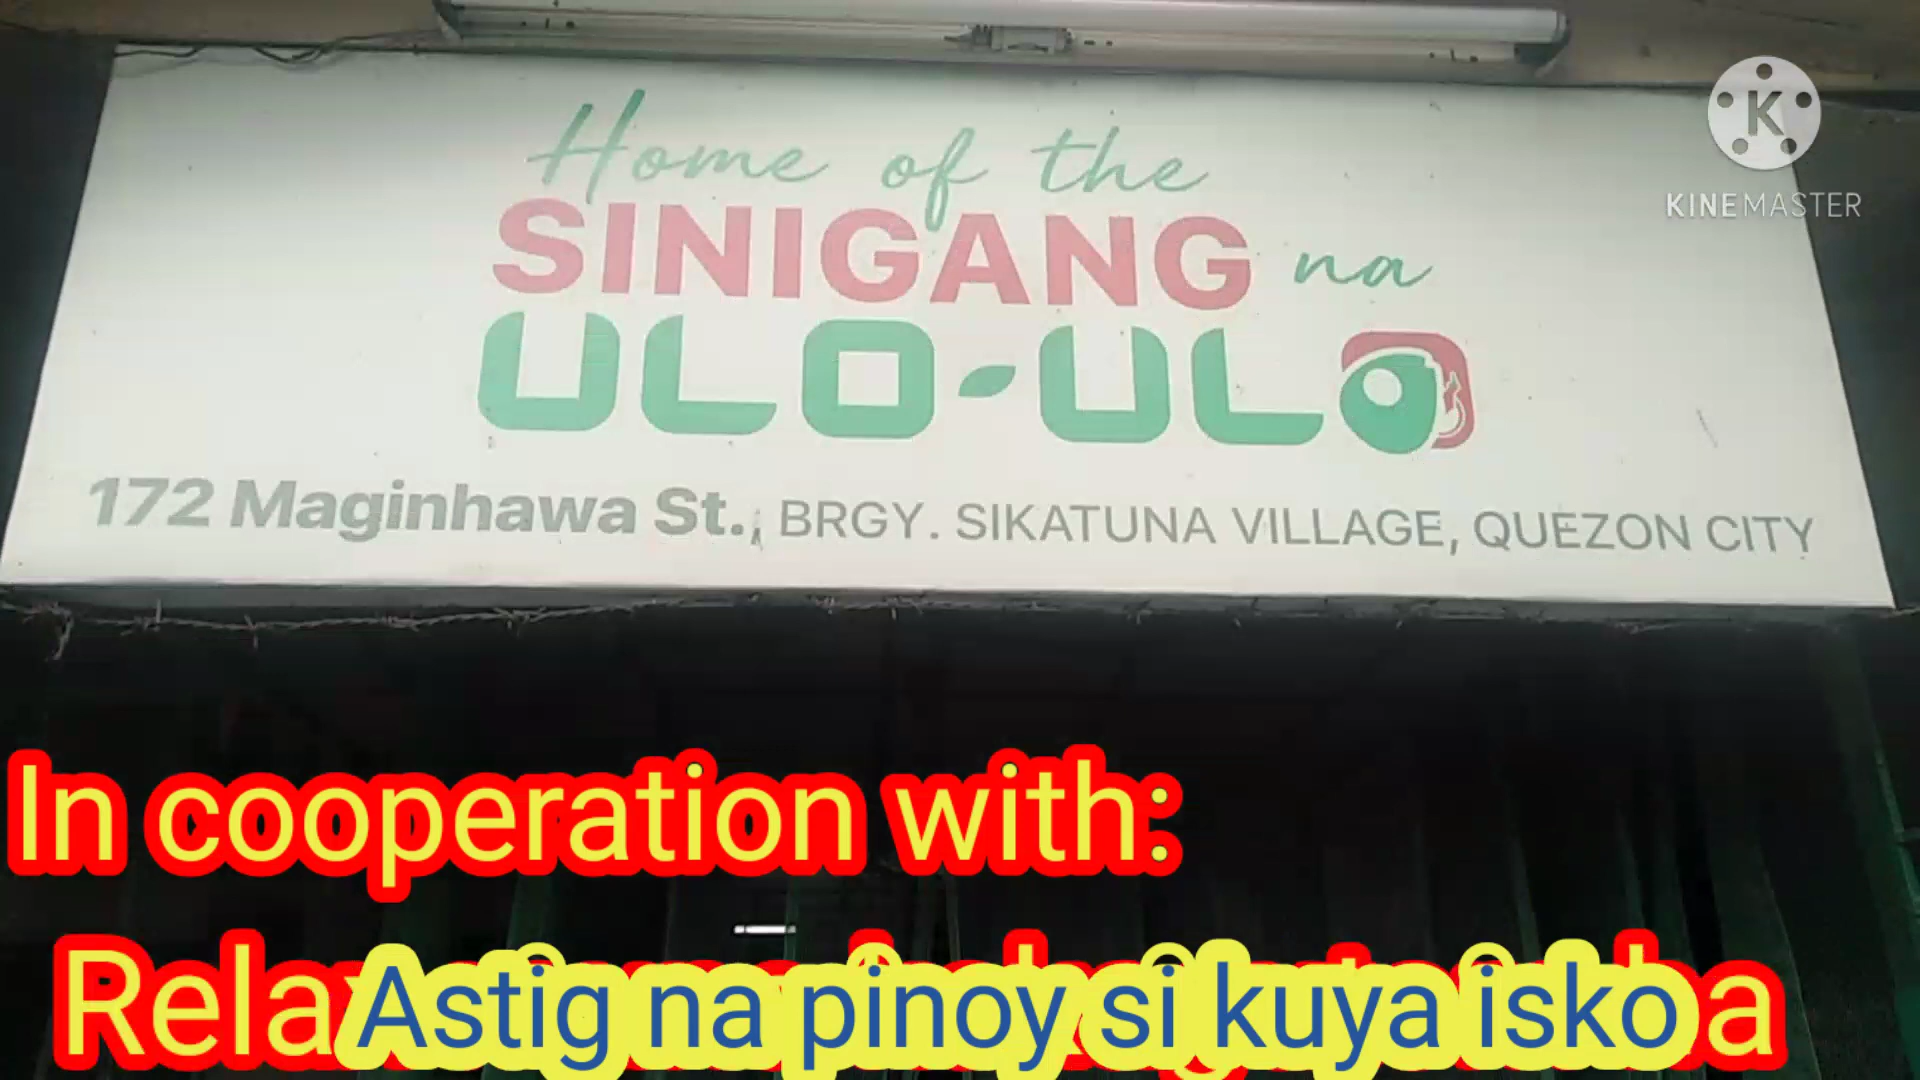 Home of the
SINIGANG na
ULO-ULO
172 Maginhawa St., BRGY. SIKATUNA VILLAGE, QUEZON CITY
K
KINEMASTER
In cooperation with:
Astig na pinoy si kuya isko